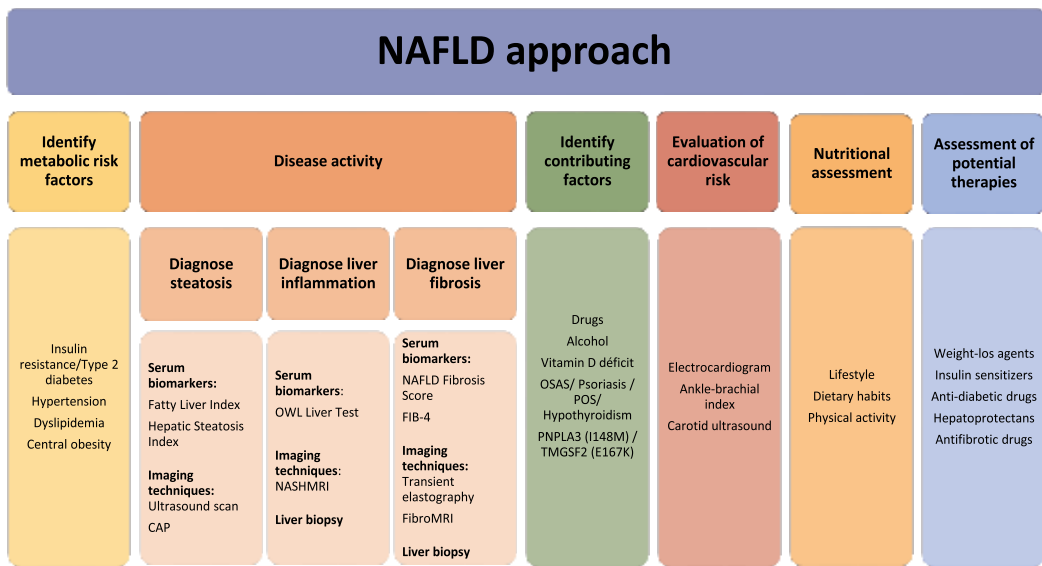 NAFLD approach
Identify
metabolic risk
factors
Disease activity
Identify
contributing
factors
Evaluation of
cardiovascular
risk
Nutritional
assessment
Assessment of
potential
therapies
Insulin
resistance/Type 2
diabetes
Hypertension
Dyslipidemia
Central obesity
Diagnose
steatosis
Serum
biomarkers:
Fatty Liver Index
Hepatic Steatosis
Index
Imaging
techniques:
Ultrasound scan
CAP
Diagnose liver
inflammation
Serum
biomarkers:
OWL Liver Test
Imaging
techniques:
NASHMRI
Liver biopsy
Diagnose liver
fibrosis
Serum
biomarkers:
NAFLD Fibrosis
Score
FIB-4
Imaging
techniques:
Transient
elastography
FibroMRI
Liver biopsy
Drugs
Alcohol
Vitamin D déficit
OSAS/ Psoriasis /
POS/
Hypothyroidism
PNPLA3 (I148M) /
TMGSF2 (E167K)
Electrocardiogram
Ankle-brachial
index
Carotid ultrasound
Lifestyle
Dietary habits
Physical activity
Weight-los agents
Insulin sensitizers
Anti-diabetic drugs
Hepatoprotectans
Antifibrotic drugs